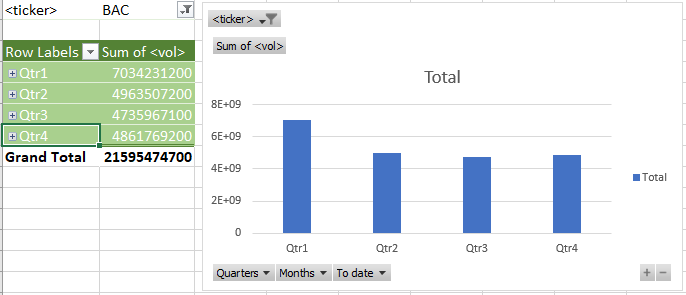 <ticker> BAC
Row Labels Sum of <vol>
Qtr1 7034231200
Qtr2 4963507200
Qtr3 4735967100
Qtr4 4861769200
Grand Total 21595474700
<ticker>
Sum of <vol>
Total
8E+09
6E+09
4E+09
2E+09
0
Qtr1 Qtr2 Qtr3 Qtr4
Total
Quarters Months To date + −